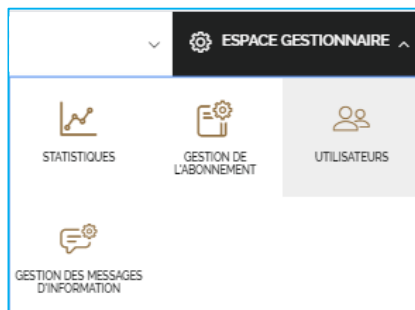 ESPACE GESTIONNAIRE
STATISTIQUES
GESTION DE
L'ABONNEMENT
UTILISATEURS
GESTION DES MESSAGES
D'INFORMATION